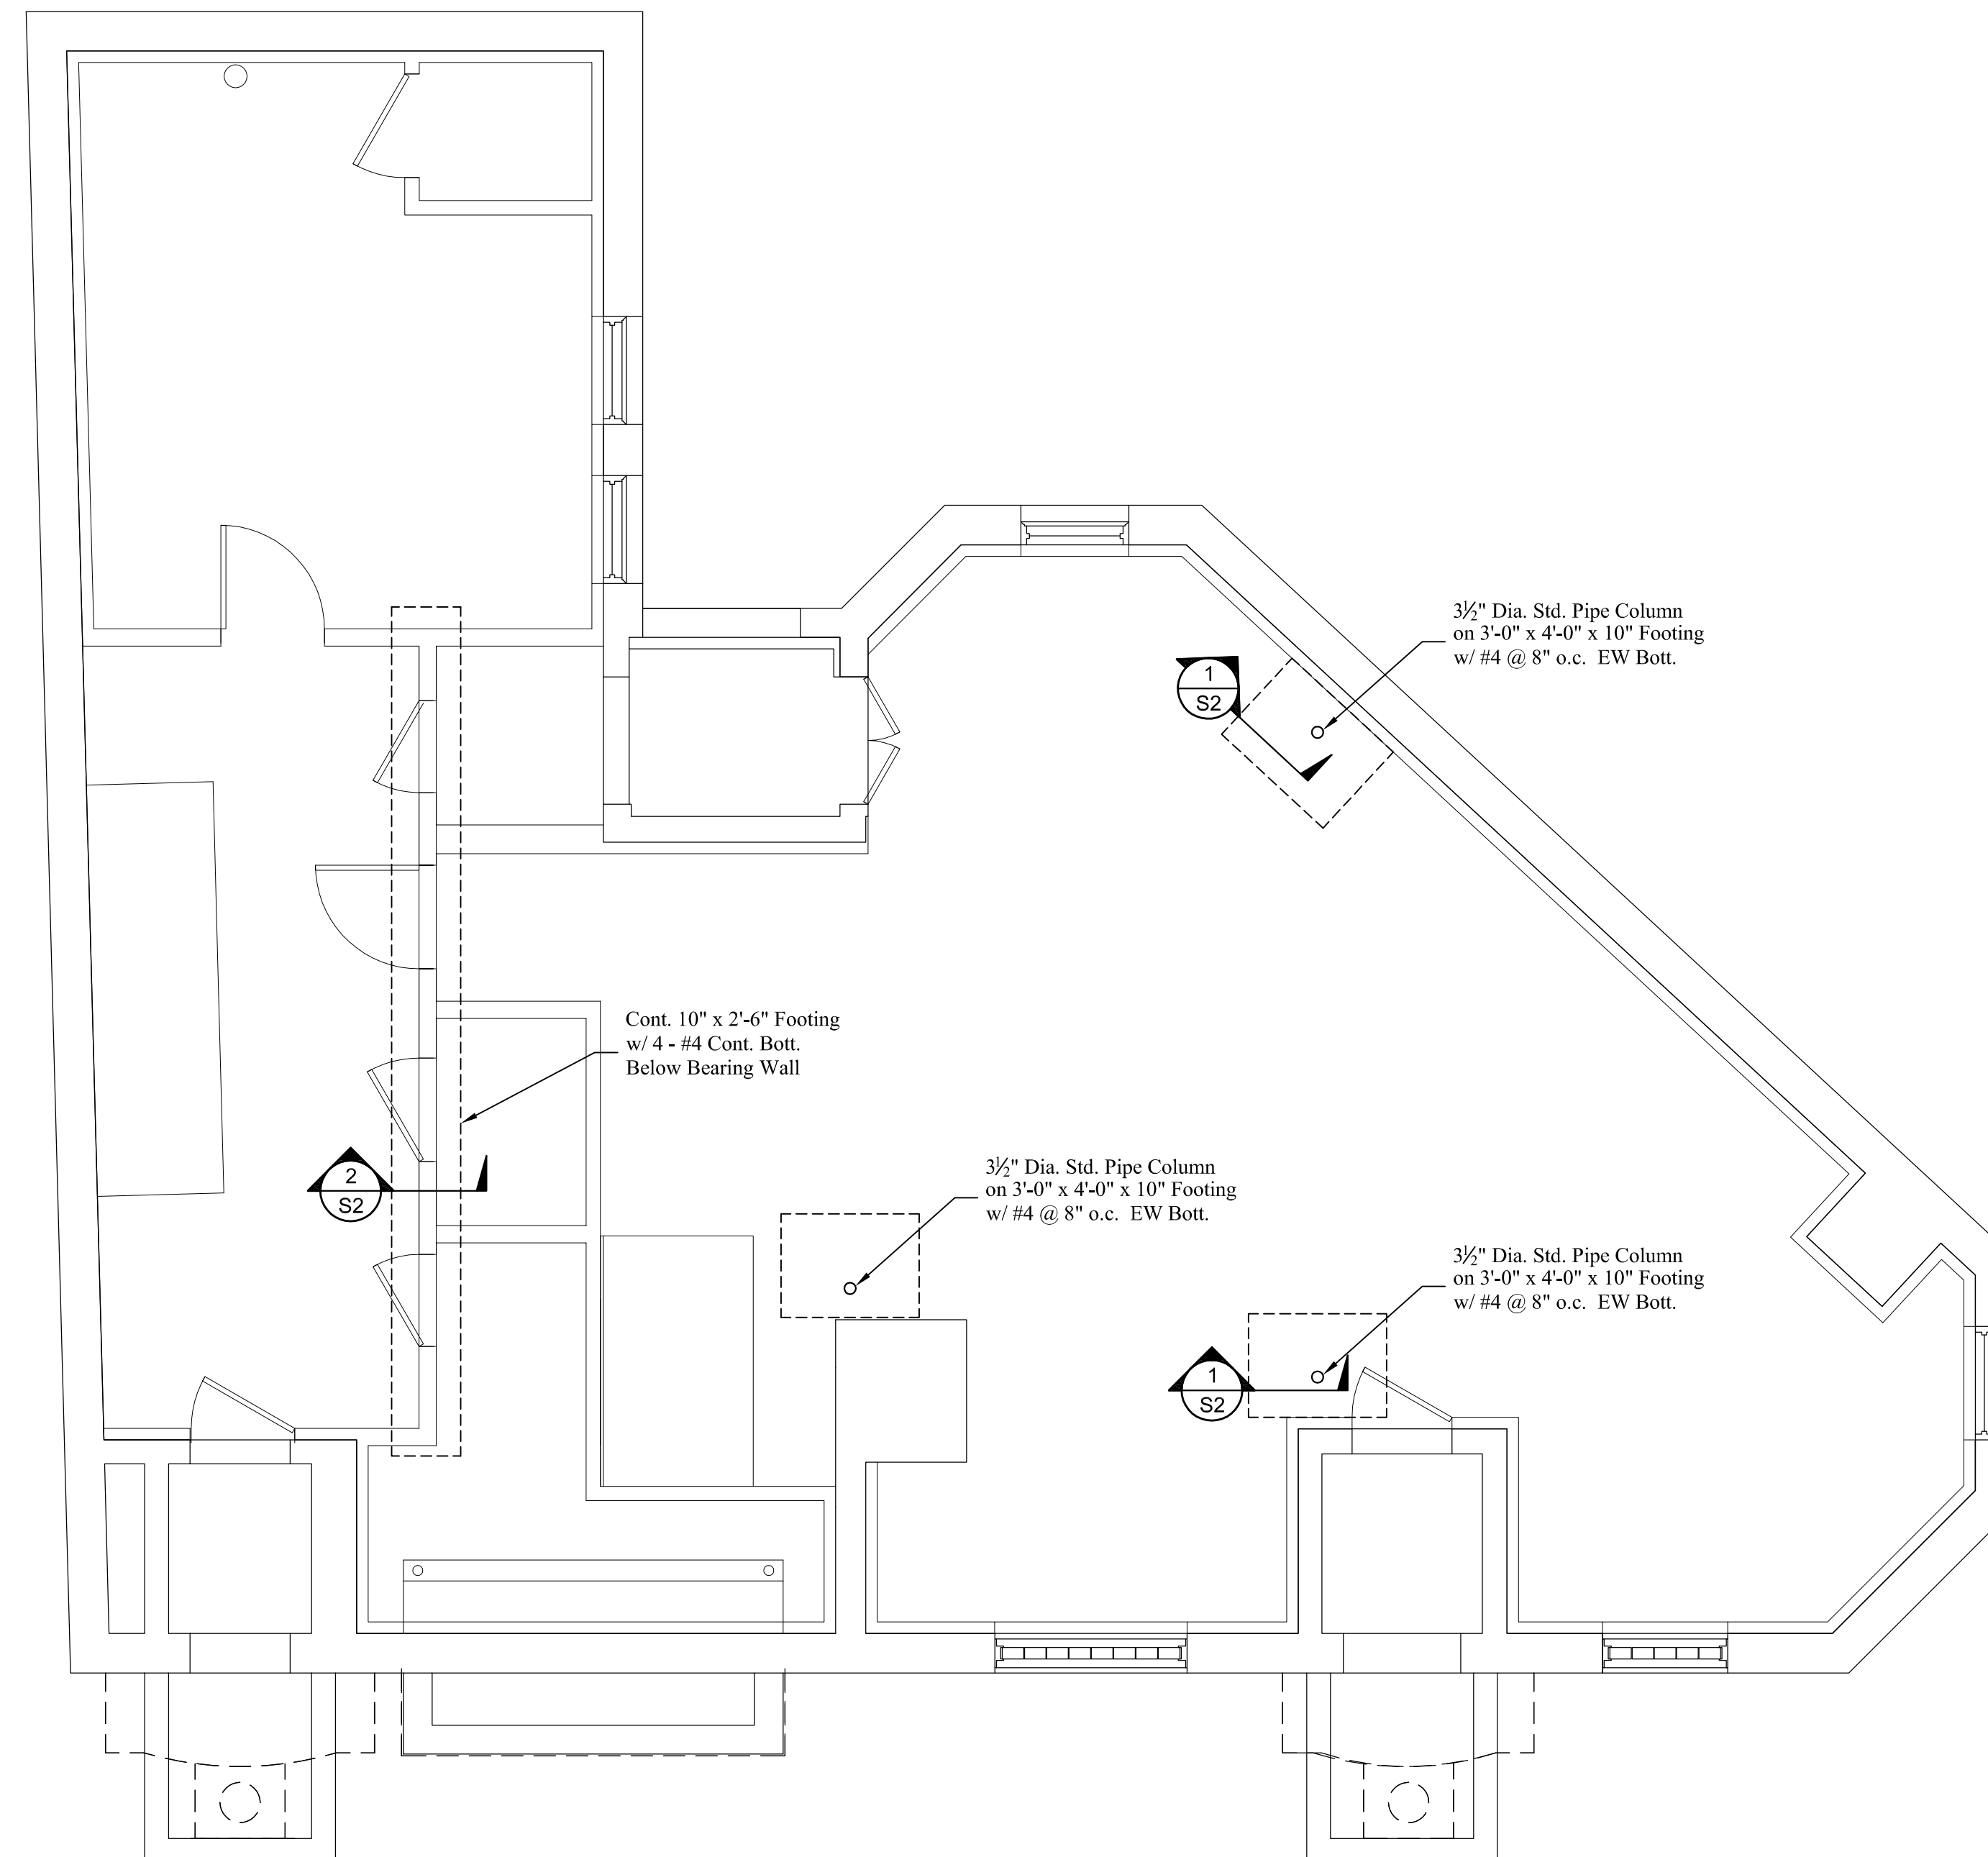 3½" Dia. Std. Pipe Column
on 3'-0" x 4'-0" x 10" Footing
w/ #4 @ 8" o.c. EW Bott.
1
S2
Cont. 10" x 2'-6" Footing
w/ 4 - #4 Cont. Bott.
Below Bearing Wall
2
S2
3½" Dia. Std. Pipe Column
on 3'-0" x 4'-0" x 10" Footing
w/ #4 @ 8" o.c. EW Bott.
3½" Dia. Std. Pipe Column
on 3'-0" x 4'-0" x 10" Footing
w/ #4 @ 8" o.c. EW Bott.
1
S2